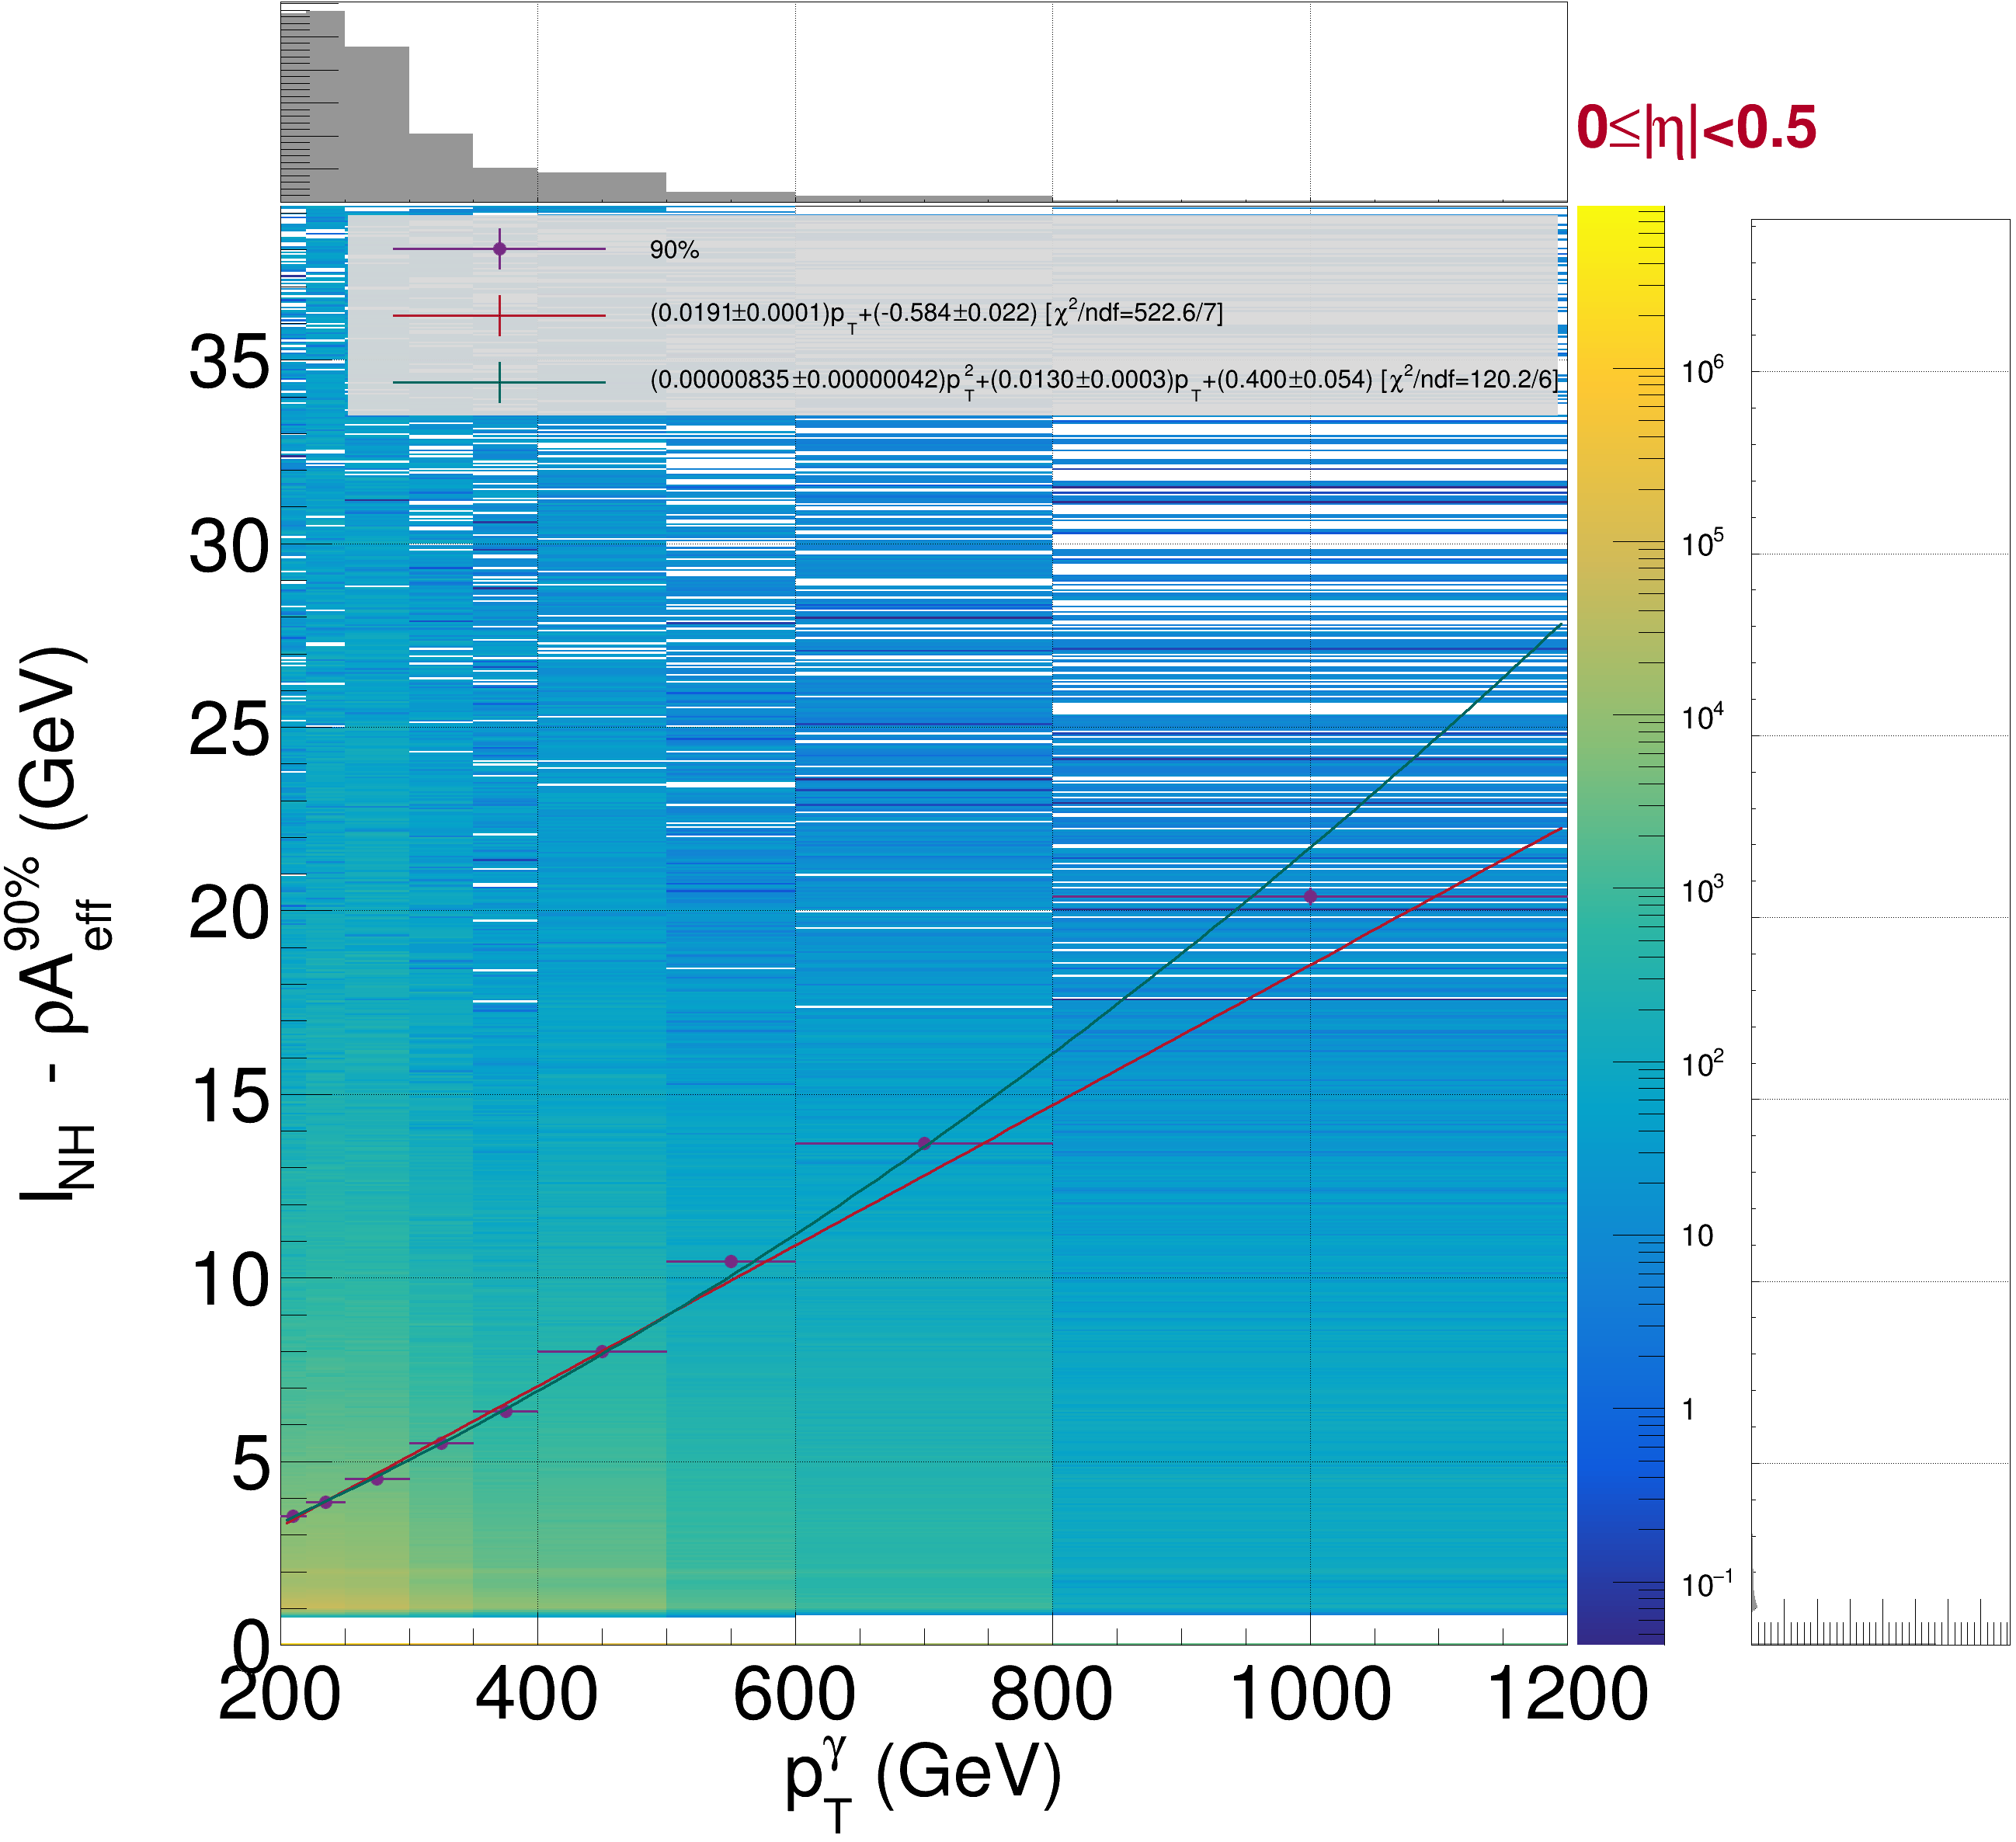 0≤|η|<0.5
90%
(0.0191±0.0001)p_T+(-0.584±0.022) [χ²/ndf=522.6/7]
(0.00000835±0.00000042)p_T²+(0.0130±0.0003)p_T+(0.400±0.054) [χ²/ndf=120.2/6]
I_NH - ρA_eff^90% (GeV)
35
30
25
20
15
10
5
0
200 400 600 800 1000 1200
p_T^γ (GeV)
10⁶
10⁵
10⁴
10³
10²
10
1
10⁻¹